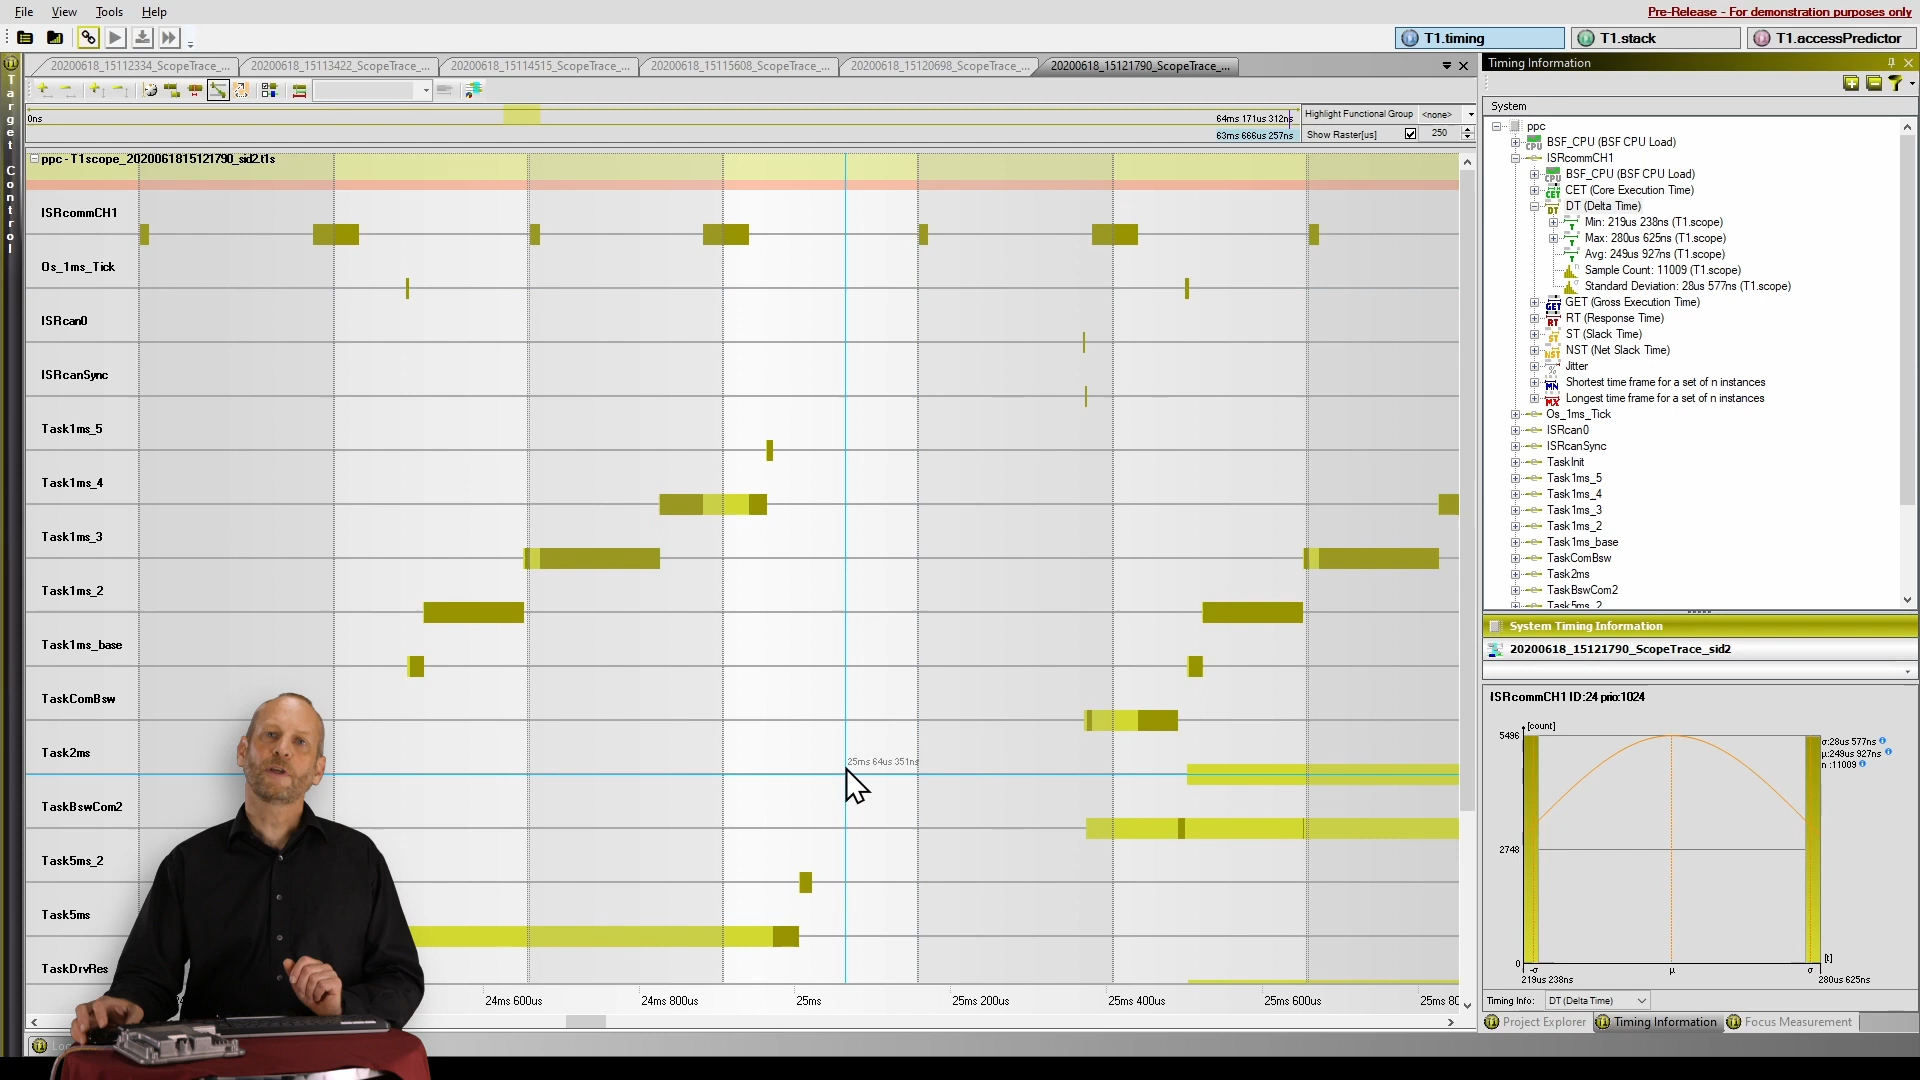 File View Tools Help
Pre-Release - For demonstration purposes only
T1.timing T1.stack T1.accessPredictor
Target Control
20200618_15112334_ScopeTrace_... 20200618_15113422_ScopeTrace_... 20200618_15114515_ScopeTrace_... 20200618_15115608_ScopeTrace_... 20200618_15120698_ScopeTrace_... 20200618_15121790_ScopeTrace_...
0ns
64ms 171us 312ns
63ms 666us 257ns
Highlight Functional Group <none>
Show Raster[us] 250
ppc - T1scope_2020061815121790_sid2.t1s
ISRcommCH1
Os_1ms_Tick
ISRcan0
ISRcanSync
Task1ms_5
Task1ms_4
Task1ms_3
Task1ms_2
Task1ms_base
TaskComBsw
Task2ms
25ms 64us 351ns
TaskBswCom2
Task5ms_2
Task5ms
TaskDrvRes
24ms 600us 24ms 800us 25ms 25ms 200us 25ms 400us 25ms 600us 25ms 80
Timing Information
System
ppc
BSF_CPU (BSF CPU Load)
ISRcommCH1
BSF_CPU (BSF CPU Load)
CET (Core Execution Time)
DT (Delta Time)
Min: 219us 238ns (T1.scope)
Max: 280us 625ns (T1.scope)
Avg: 249us 927ns (T1.scope)
Sample Count: 11009 (T1.scope)
Standard Deviation: 28us 577ns (T1.scope)
GET (Gross Execution Time)
RT (Response Time)
ST (Slack Time)
NST (Net Slack Time)
Jitter
Shortest time frame for a set of n instances
Longest time frame for a set of n instances
Os_1ms_Tick
ISRcan0
ISRcanSync
TaskInit
Task1ms_5
Task1ms_4
Task1ms_3
Task1ms_2
Task1ms_base
TaskComBsw
Task2ms
TaskBswCom2
Task5ms_2
System Timing Information
20200618_15121790_ScopeTrace_sid2
ISRcommCH1 ID:24 prio:1024
[count]
5496
σ:28us 577ns
μ:249us 927ns
n :11009
2748
0
[t]
-σ μ σ
219us 238ns 280us 625ns
Timing Info: DT (Delta Time)
Project Explorer Timing Information Focus Measurement